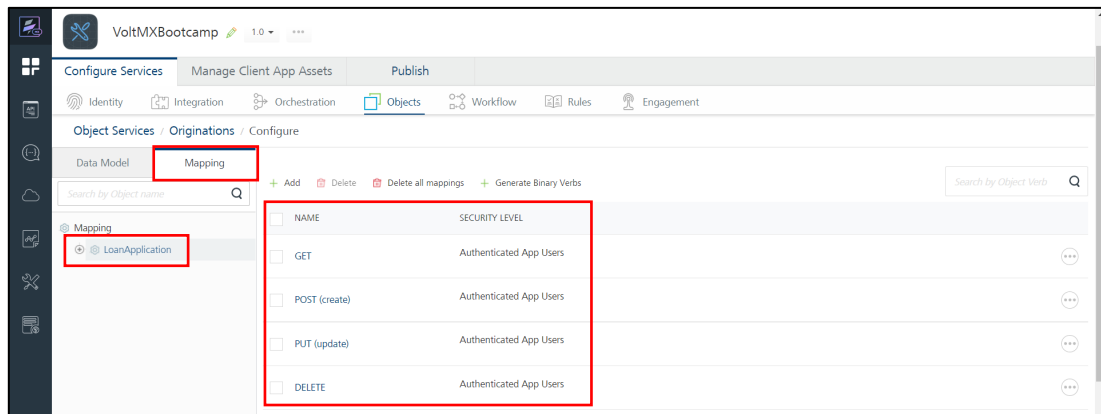 VoltMXBootcamp 1.0
Configure Services Manage Client App Assets Publish
Identity Integration Orchestration Objects Workflow Rules Engagement
Object Services / Originations / Configure
Data Model Mapping
Search by Object name
+ Add Delete Delete all mappings + Generate Binary Verbs
Search by Object Verb
Mapping
LoanApplication
NAME SECURITY LEVEL
GET Authenticated App Users
POST (create) Authenticated App Users
PUT (update) Authenticated App Users
DELETE Authenticated App Users